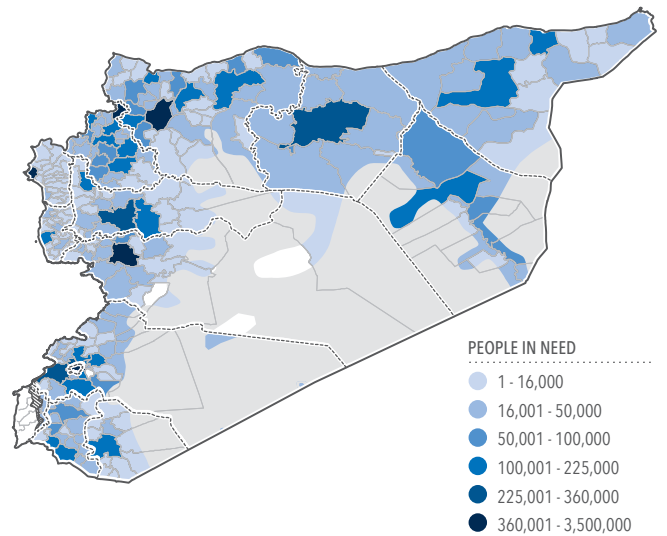 PEOPLE IN NEED
1 - 16,000
16,001 - 50,000
50,001 - 100,000
100,001 - 225,000
225,001 - 360,000
360,001 - 3,500,000